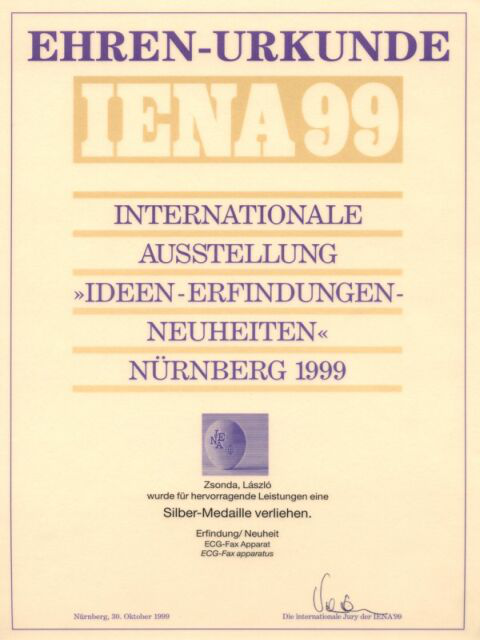 EHREN-URKUNDE
IENA 99
INTERNATIONALE
AUSSTELLUNG
»IDEEN-ERFINDUNGEN-
NEUHEITEN«
NÜRNBERG 1999
IENA
Zsonda, László
wurde für hervorragende Leistungen eine
Silber-Medaille verliehen.
Erfindung/ Neuheit
ECG-Fax Apparat
ECG-Fax apparatus
Nürnberg, 30. Oktober 1999
Die internationale Jury der IENA'99